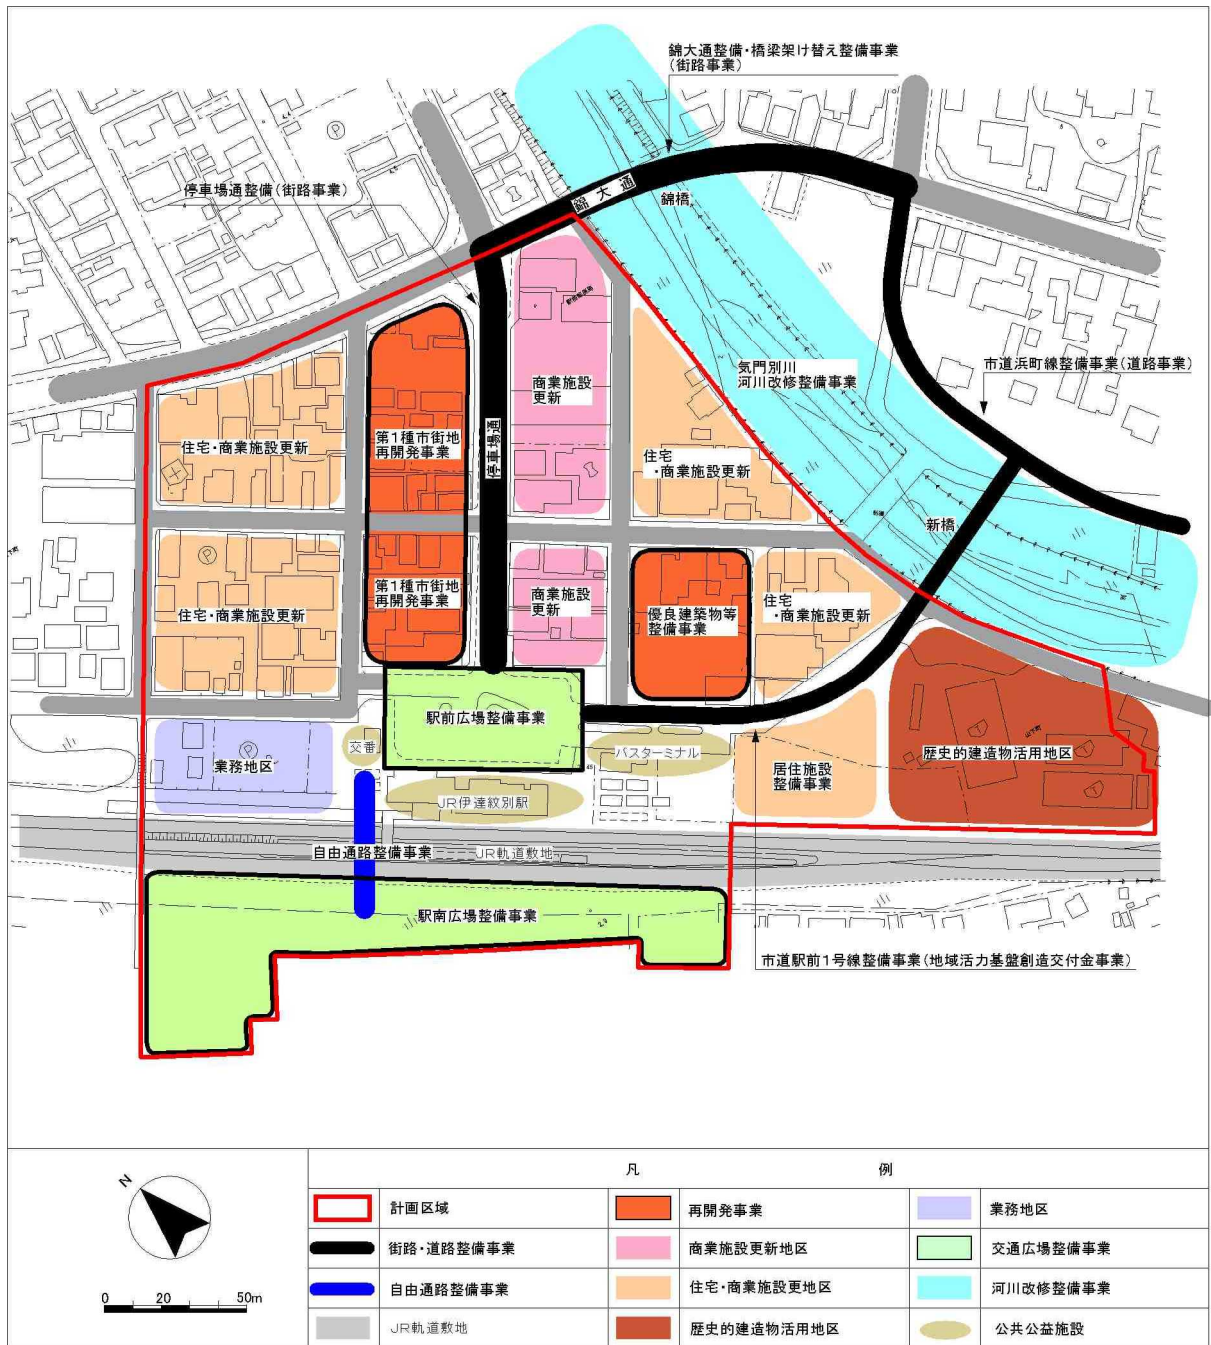 錦大通整備・橋梁架け替え整備事業
(街路事業)
停車場通整備(街路事業)
錦大通
錦橋
気門別川
河川改修整備事業
市道浜町線整備事業(道路事業)
商業施設
更新
第1種市街地
再開発事業
停車場通
住宅・商業施設更新
住宅
・商業施設更新
新橋
第1種市街地
再開発事業
商業施設
更新
優良建築物等
整備事業
住宅
・商業施設更新
住宅・商業施設更新
駅前広場整備事業
交番
バスターミナル
業務地区
居住施設
整備事業
歴史的建造物活用地区
山下町
JR伊達紋別駅
自由通路整備事業
JR軌道敷地
駅南広場整備事業
市道駅前1号線整備事業(地域活力基盤創造交付金事業)
N
0 20 50m
凡 例
計画区域
再開発事業
業務地区
街路・道路整備事業
商業施設更新地区
交通広場整備事業
自由通路整備事業
住宅・商業施設更地区
河川改修整備事業
JR軌道敷地
歴史的建造物活用地区
公共公益施設